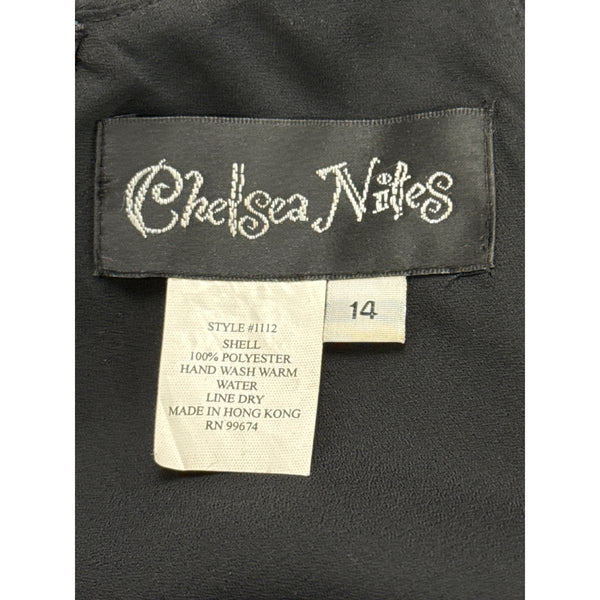 Chelsea Nites
14
STYLE #1112
SHELL
100% POLYESTER
HAND WASH WARM
WATER
LINE DRY
MADE IN HONG KONG
RN 99674